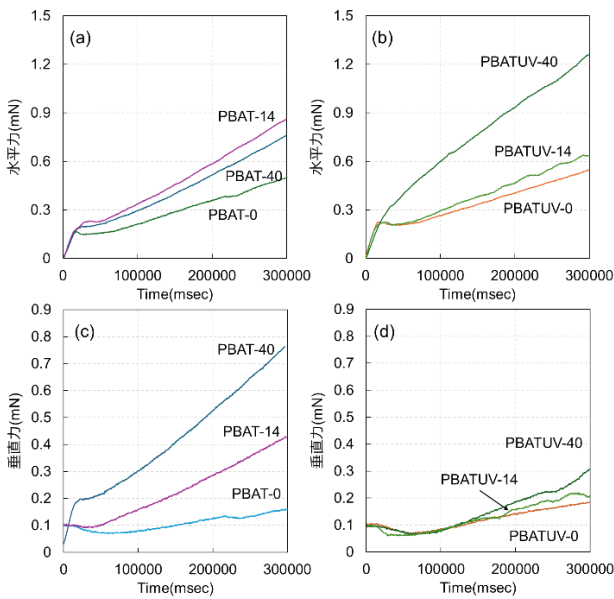 (a)
1.5
1.2
0.9
0.6
0.3
0
水平力(mN)
PBAT-14
PBAT-40
PBAT-0
0
100000
200000
300000
Time(msec)
(b)
1.5
1.2
0.9
0.6
0.3
0.0
水平力(mN)
PBATUV-40
PBATUV-14
PBATUV-0
0
100000
200000
300000
Time(msec)
(c)
0.9
0.8
0.7
0.6
0.5
0.4
0.3
0.2
0.1
0
垂直力(mN)
PBAT-40
PBAT-14
PBAT-0
0
100000
200000
300000
Time(msec)
(d)
0.9
0.8
0.7
0.6
0.5
0.4
0.3
0.2
0.1
0
垂直力(mN)
PBATUV-40
PBATUV-14
PBATUV-0
0
100000
200000
300000
Time(msec)